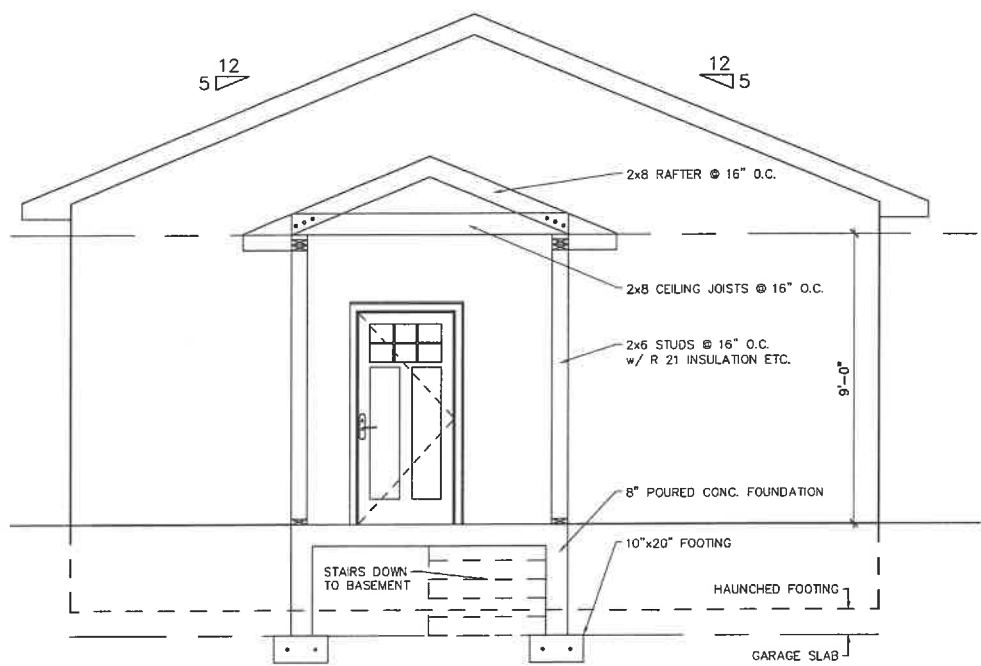 12
5
12
5
2x8 RAFTER @ 16" O.C.
2x8 CEILING JOISTS @ 16" O.C.
2x6 STUDS @ 16" O.C.
w/ R 21 INSULATION ETC.
9'-0"
8" POURED CONC. FOUNDATION
10"x20" FOOTING
STAIRS DOWN
TO BASEMENT
HAUNCHED FOOTING
GARAGE SLAB